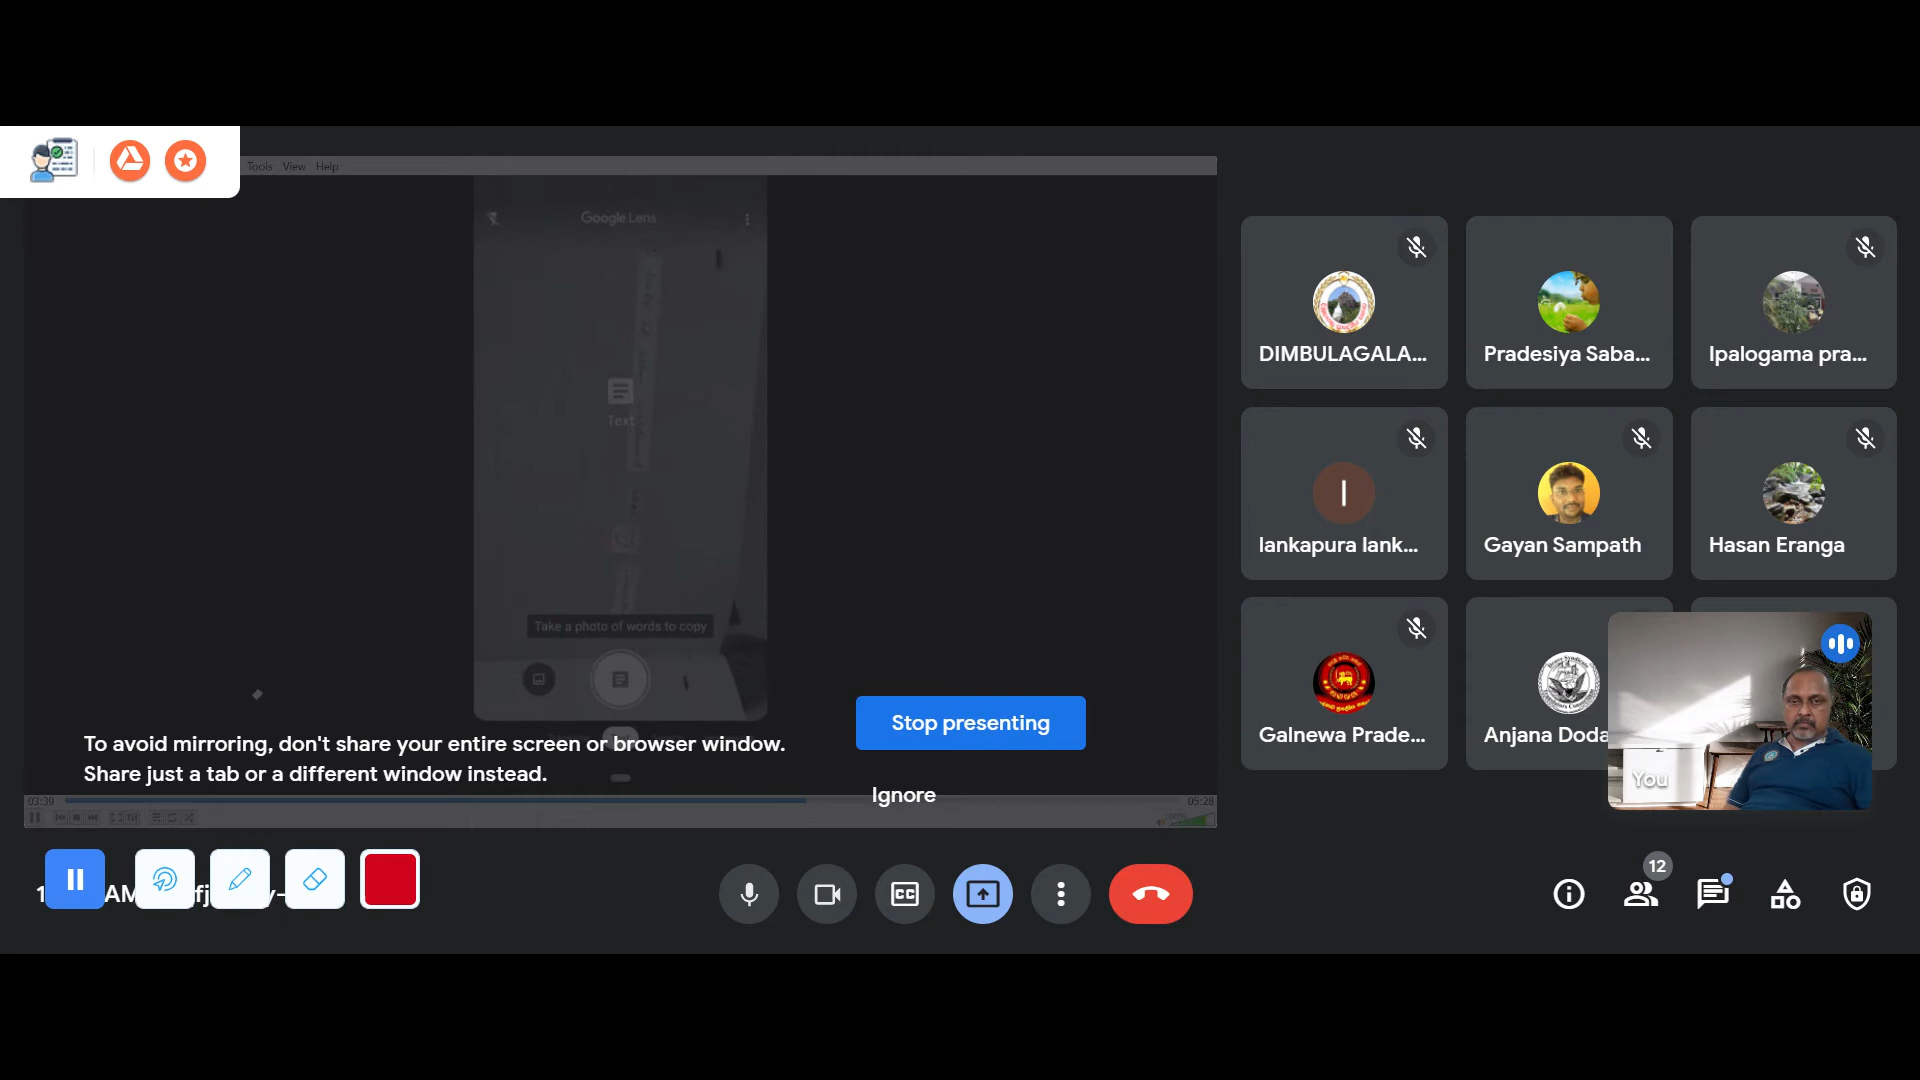 Tools View Help
Google Lens
Text
Take a photo of words to copy
To avoid mirroring, don't share your entire screen or browser window.
Share just a tab or a different window instead.
Stop presenting
Ignore
03:39
05:28
DIMBULAGALA...
Pradesiya Saba...
Ipalogama pra...
I
lankapura lank...
Gayan Sampath
Hasan Eranga
Galnewa Prade...
Anjana Doda
You
AM
CC
12